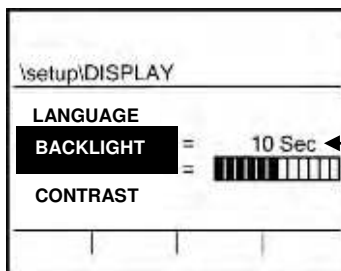 \setup\DISPLAY
LANGUAGE
BACKLIGHT = 10 Sec
=
CONTRAST